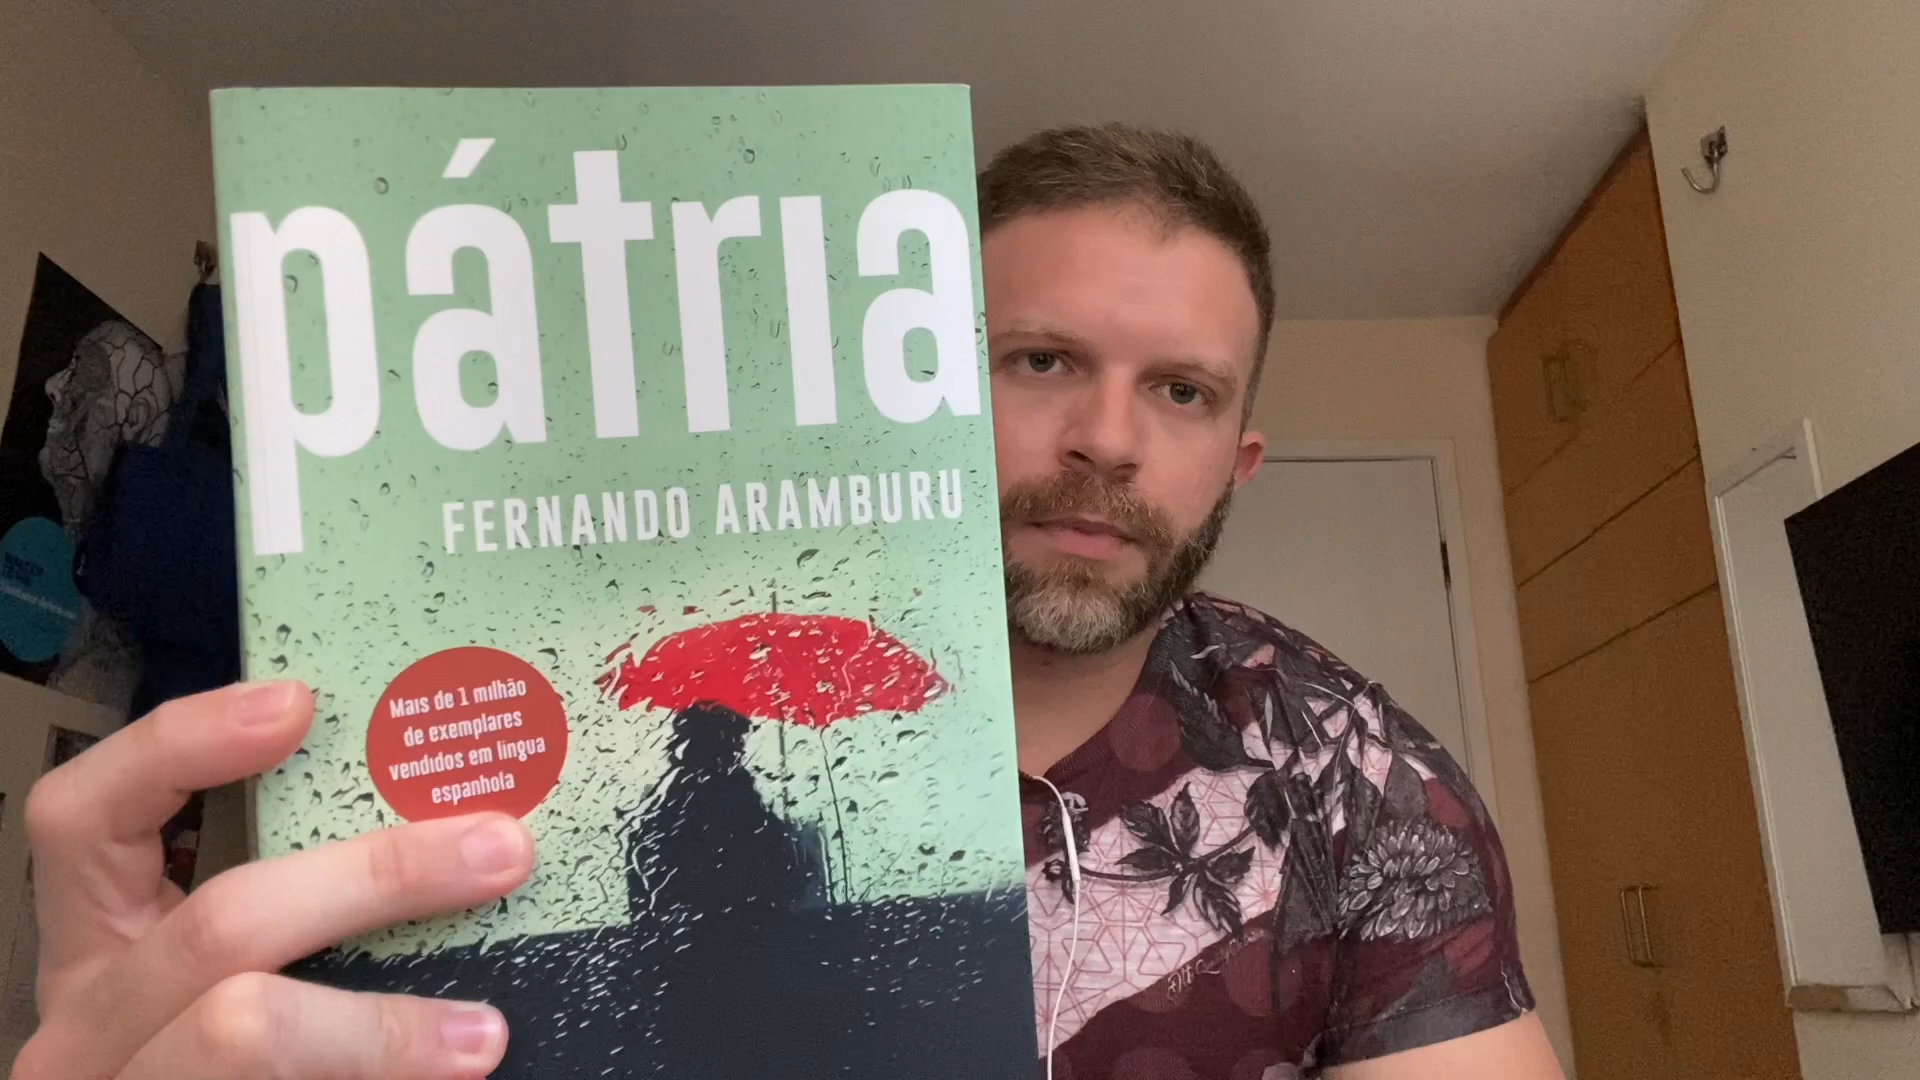 pátria
FERNANDO ARAMBURU
Mais de 1 milhão
de exemplares
vendidos em língua
espanhola